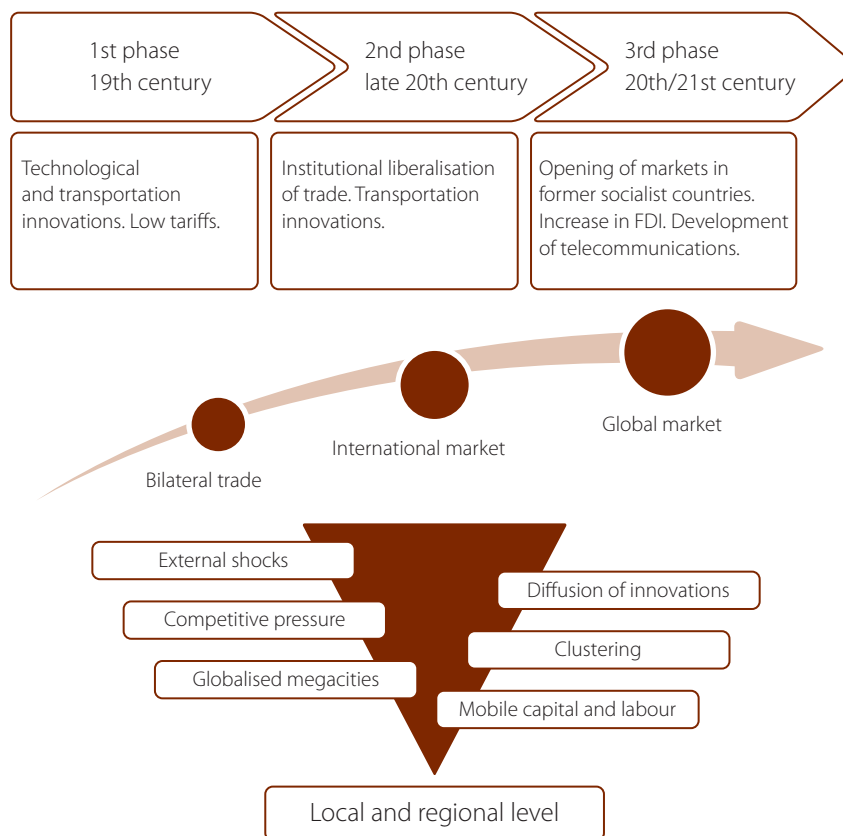 1st phase
19th century
2nd phase
late 20th century
3rd phase
20th/21st century
Technological
and transportation
innovations. Low tariffs.
Institutional liberalisation
of trade. Transportation
innovations.
Opening of markets in
former socialist countries.
Increase in FDI. Development
of telecommunications.
Bilateral trade
International market
Global market
External shocks
Competitive pressure
Globalised megacities
Diffusion of innovations
Clustering
Mobile capital and labour
Local and regional level